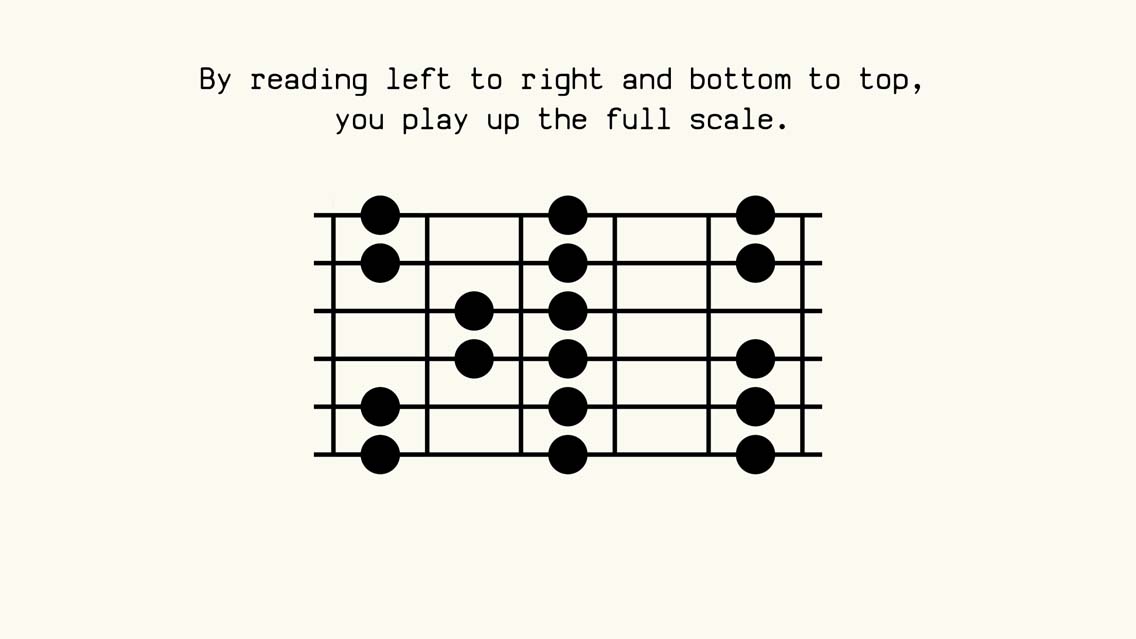 By reading left to right and bottom to top,
you play up the full scale.